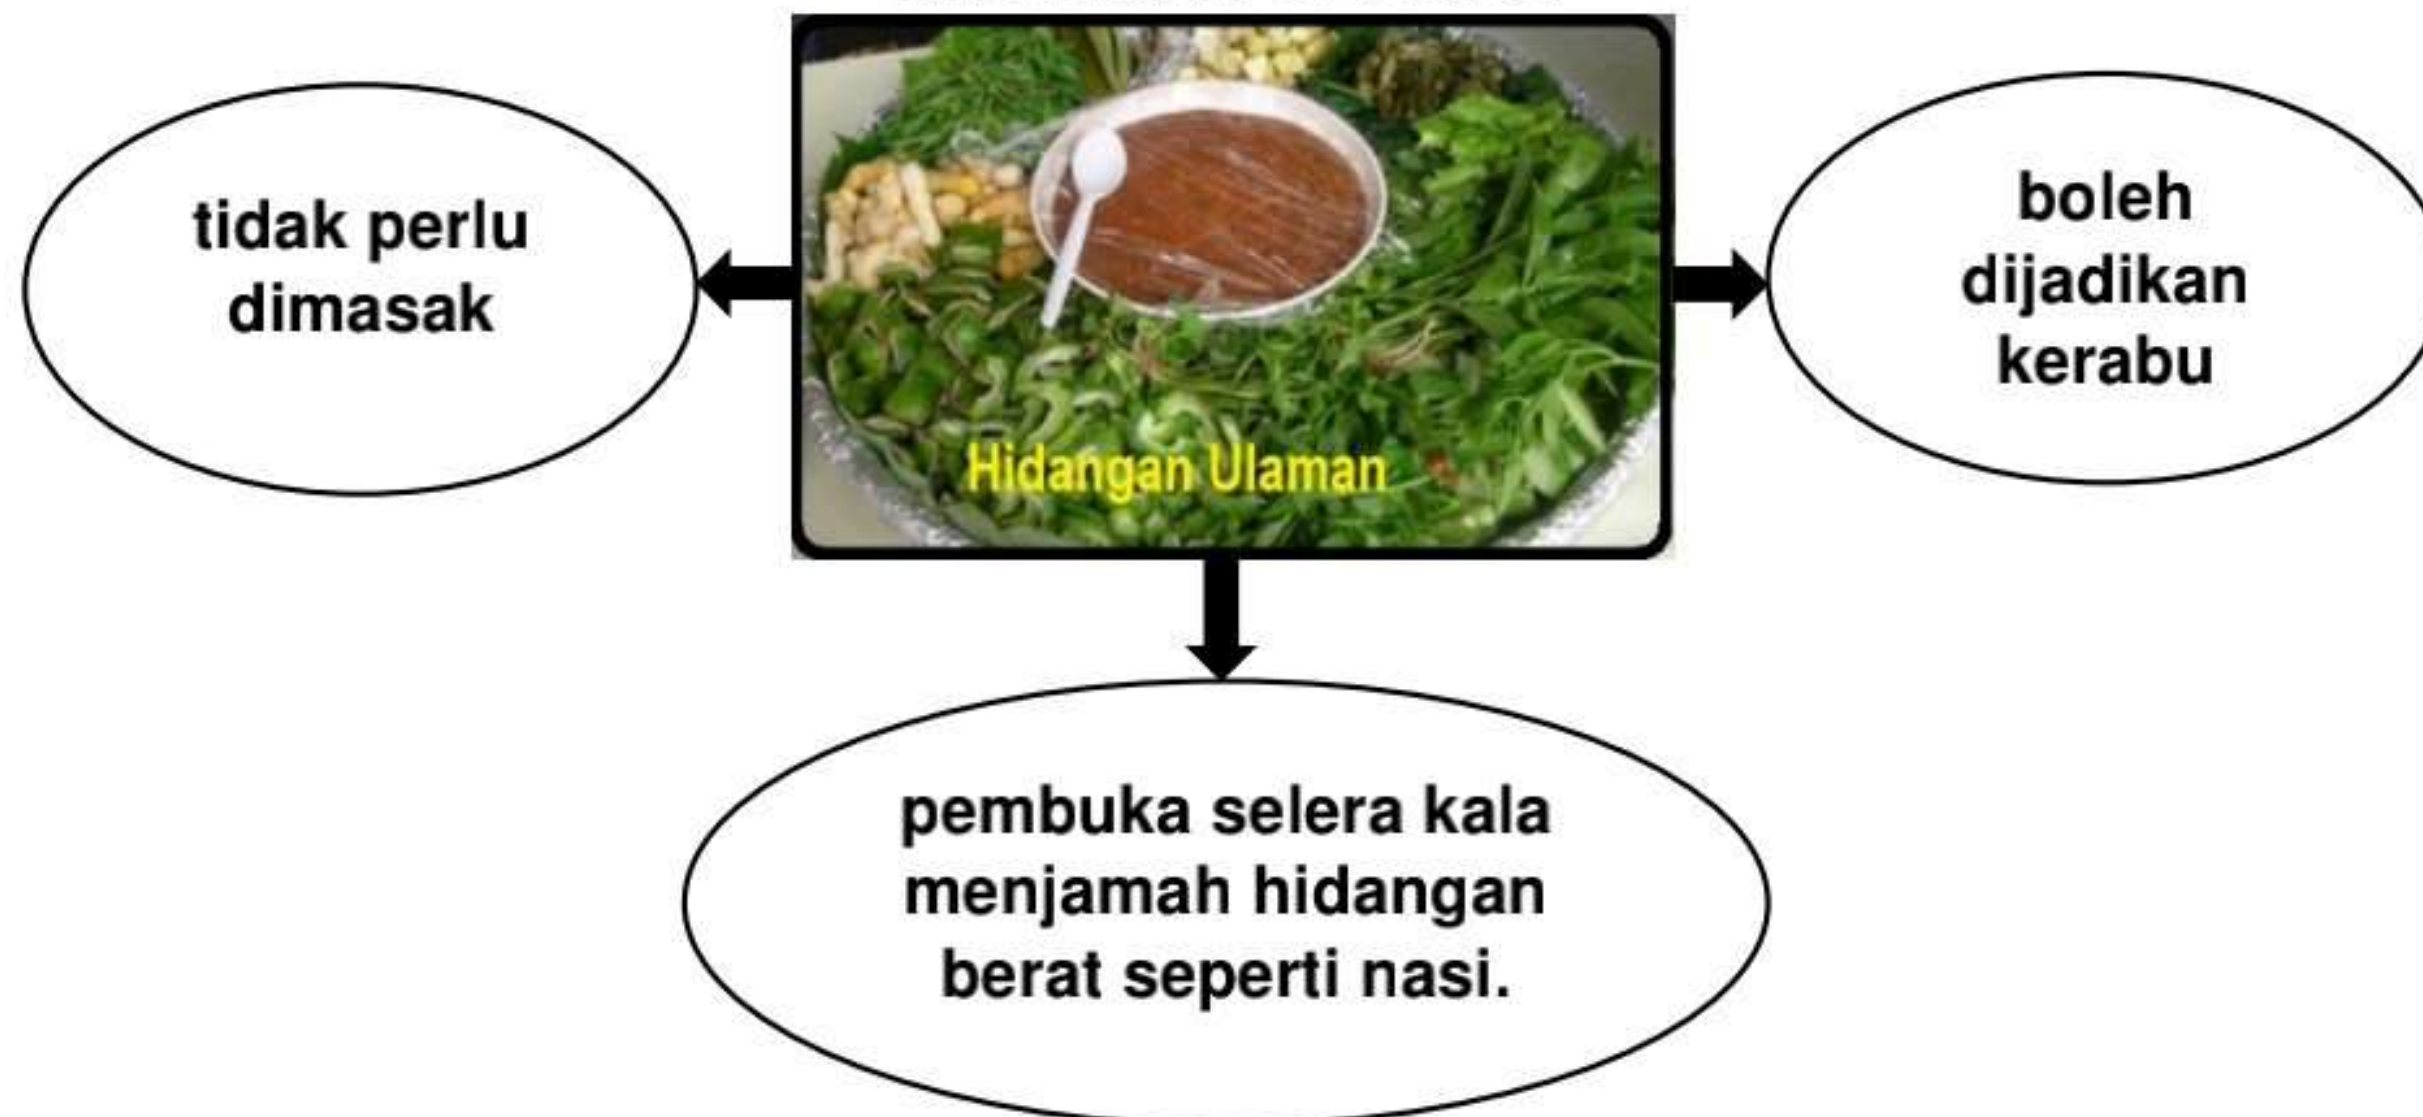 tidak perlu
dimasak
Hidangan Ulaman
boleh
dijadikan
kerabu
pembuka selera kala
menjamah hidangan
berat seperti nasi.